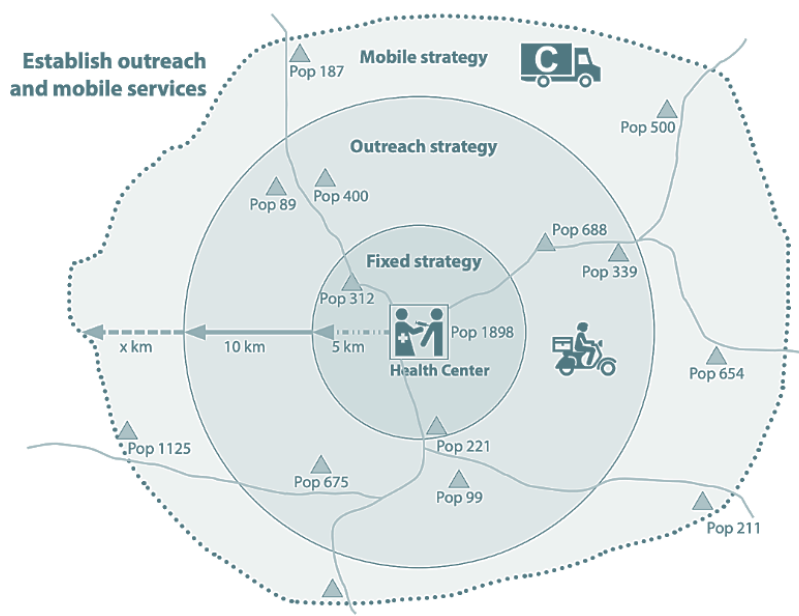 Establish outreach
and mobile services
Pop 187
Mobile strategy
C
Pop 500
Outreach strategy
Pop 89
Pop 400
Pop 688
Pop 339
Fixed strategy
Pop 312
Pop 1898
x km
10 km
5 km
Health Center
Pop 654
Pop 1125
Pop 221
Pop 675
Pop 99
Pop 211